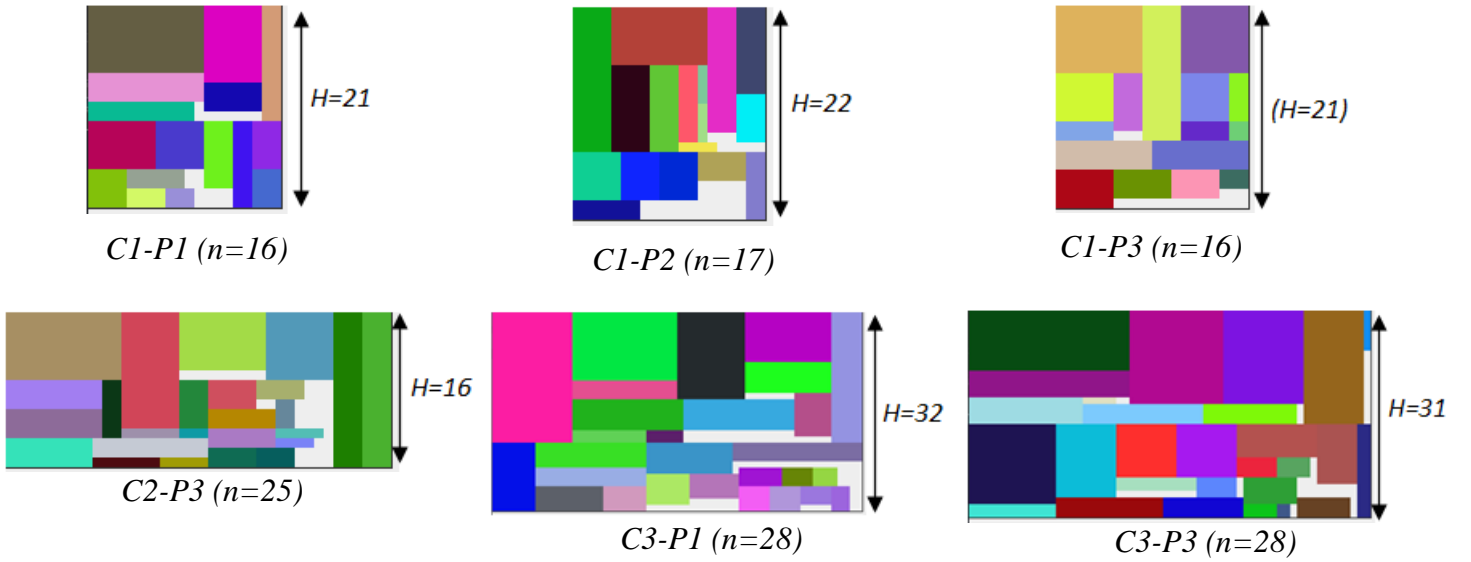 H=21
H=22
(H=21)
C1-P1 (n=16)
C1-P2 (n=17)
C1-P3 (n=16)
H=16
H=32
H=31
C2-P3 (n=25)
C3-P1 (n=28)
C3-P3 (n=28)